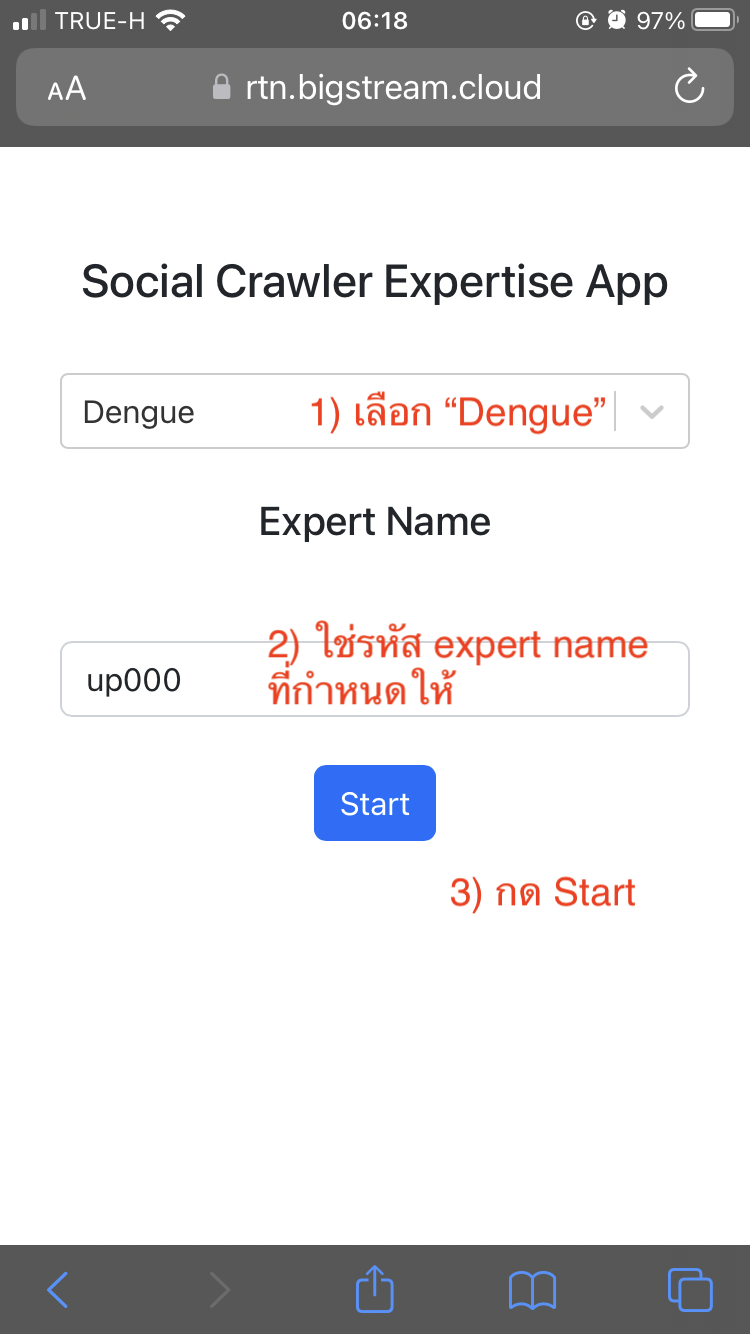 TRUE-H 06:18 97%
AA rtn.bigstream.cloud
Social Crawler Expertise App
Dengue 1) เลือก “Dengue”
Expert Name
2) ใช่รหัส expert name
up000 ที่กำหนดให้
Start
3) กด Start